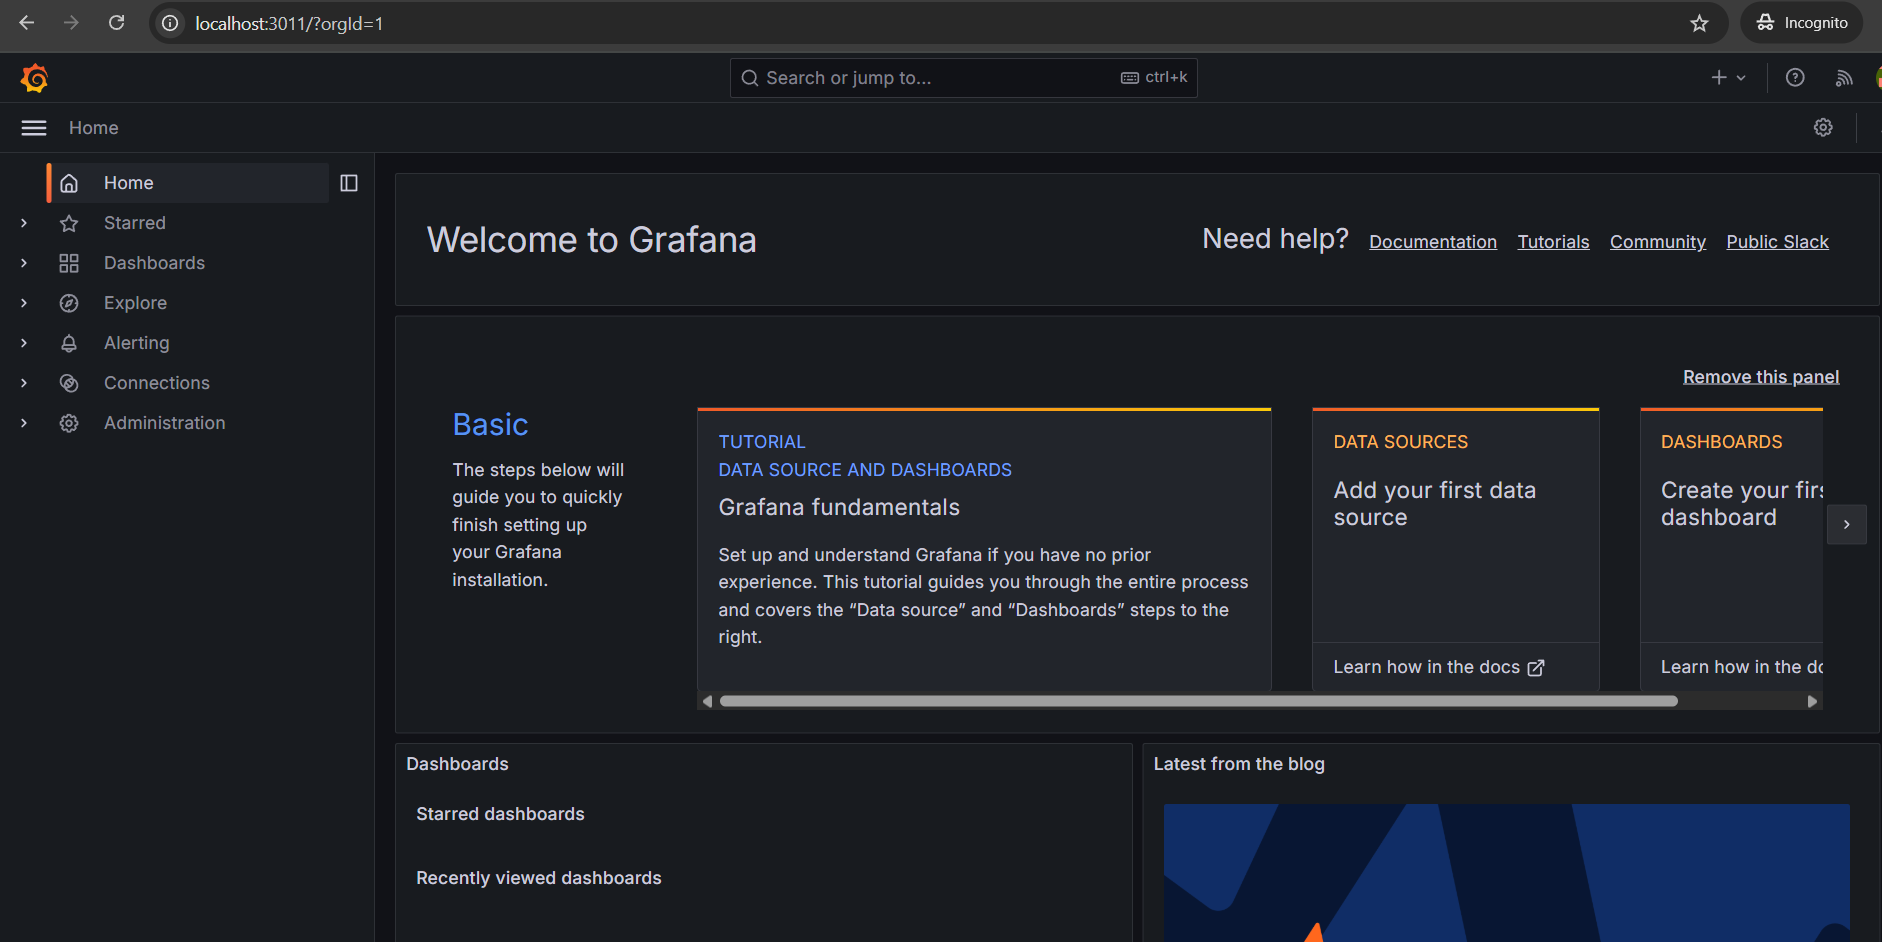 localhost:3011/?orgId=1
Incognito
Search or jump to...
ctrl+k
Home
Home
Starred
Dashboards
Explore
Alerting
Connections
Administration
Welcome to Grafana
Need help?
Documentation
Tutorials
Community
Public Slack
Remove this panel
Basic
The steps below will
guide you to quickly
finish setting up
your Grafana
installation.
TUTORIAL
DATA SOURCE AND DASHBOARDS
Grafana fundamentals
Set up and understand Grafana if you have no prior
experience. This tutorial guides you through the entire process
and covers the “Data source” and “Dashboards” steps to the
right.
DATA SOURCES
Add your first data
source
Learn how in the docs
DASHBOARDS
Create your
dashboard
Learn how in the
Dashboards
Starred dashboards
Recently viewed dashboards
Latest from the blog